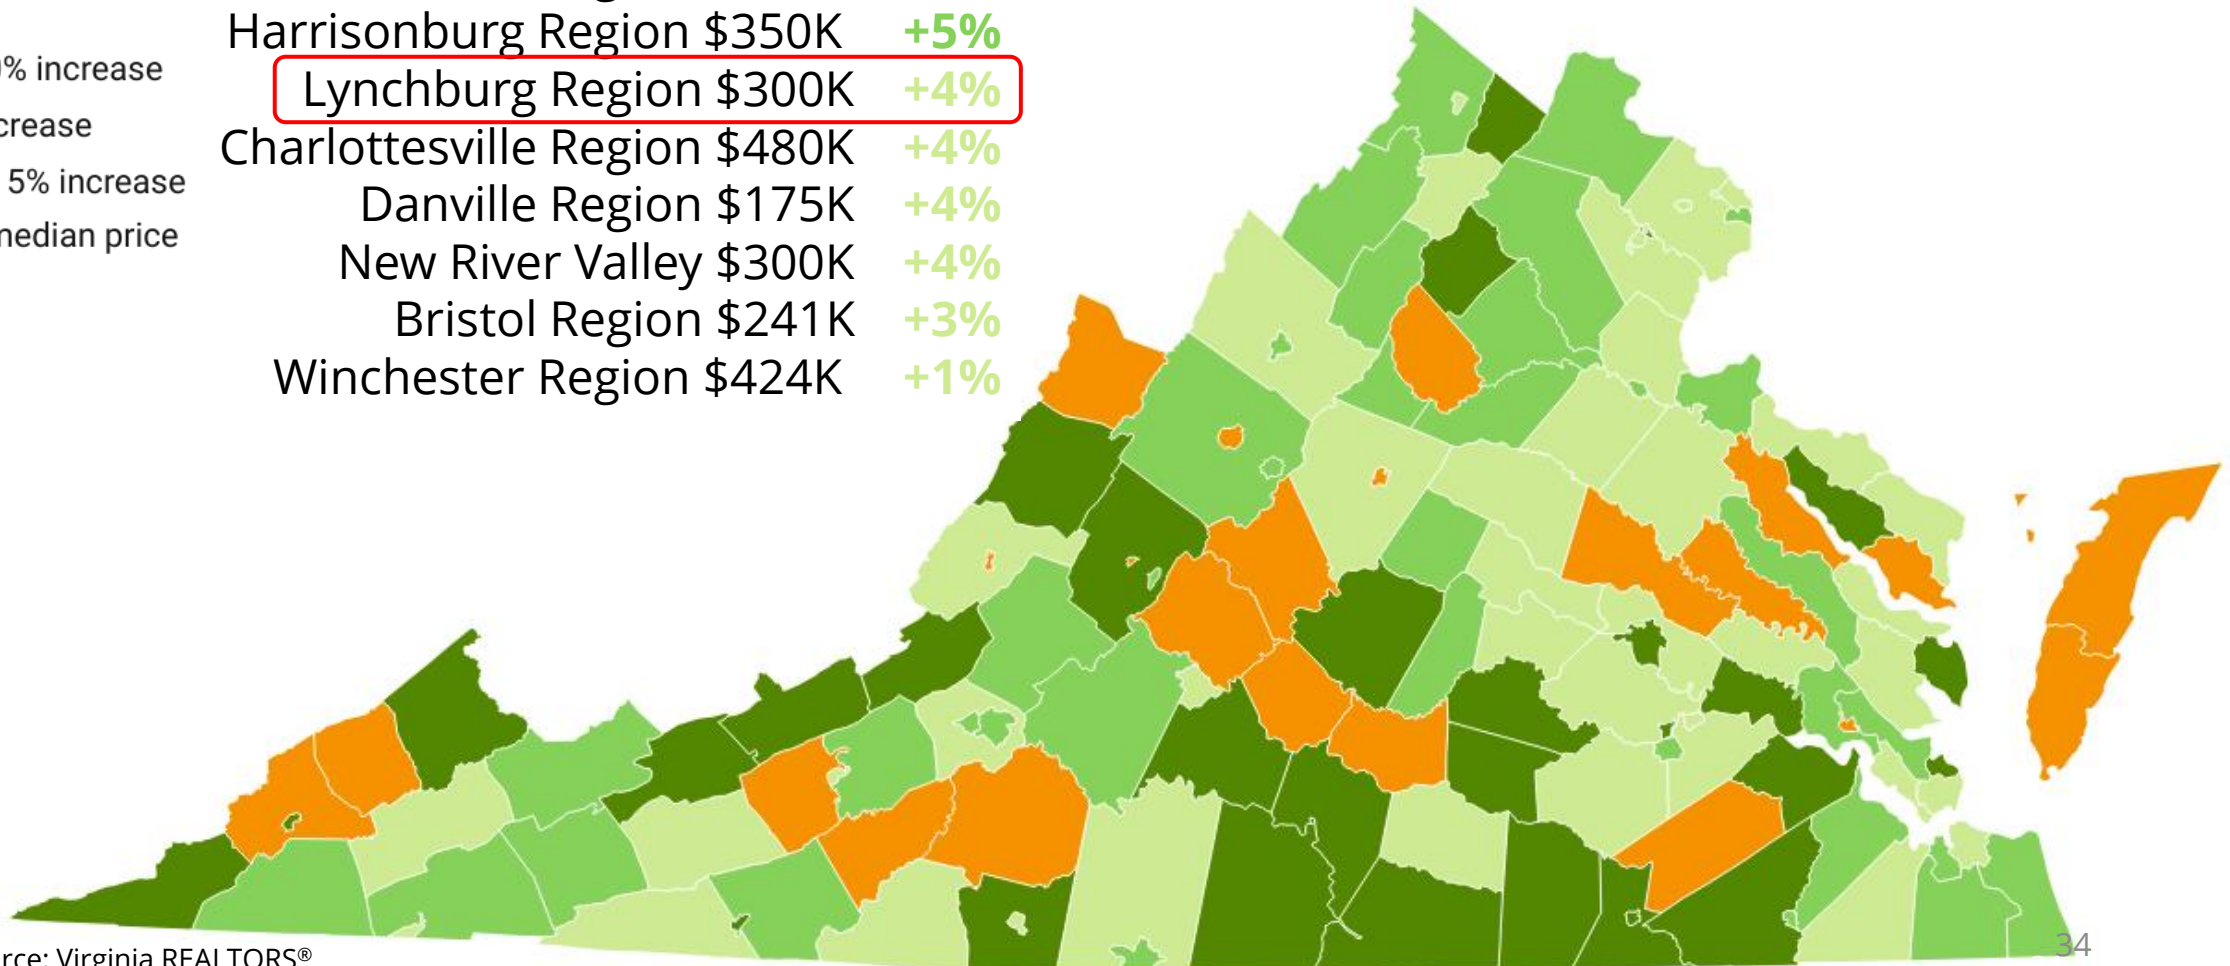 Harrisonburg Region $350K +5%
% increase
Lynchburg Region $300K +4%
crease
Charlottesville Region $480K +4%
5% increase
Danville Region $175K +4%
median price
New River Valley $300K +4%
Bristol Region $241K +3%
Winchester Region $424K +1%
34
rce: Virginia REALTORS®